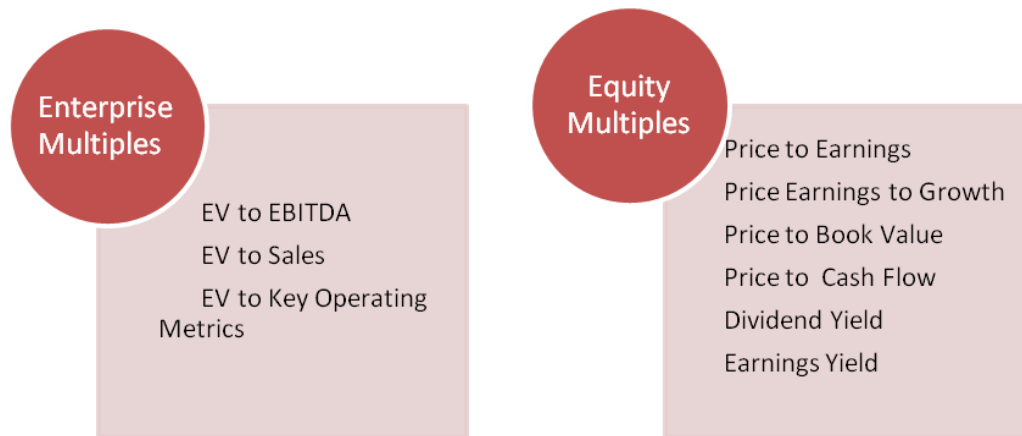 Enterprise
Multiples
EV to EBITDA
EV to Sales
EV to Key Operating
Metrics
Equity
Multiples
Price to Earnings
Price Earnings to Growth
Price to Book Value
Price to Cash Flow
Dividend Yield
Earnings Yield